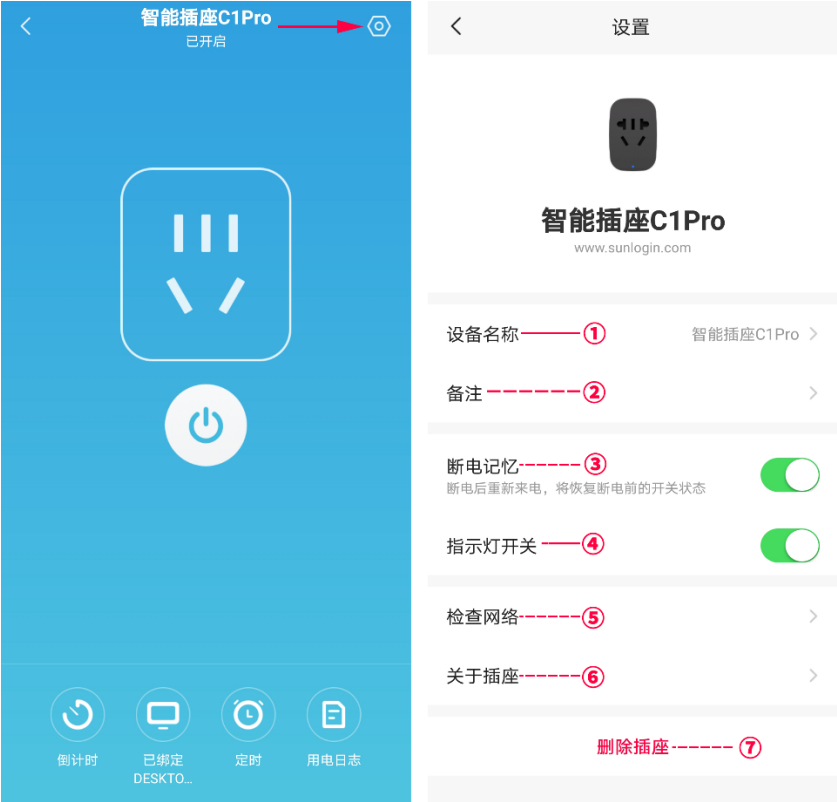 智能插座C1Pro
已开启
倒计时
已绑定
DESKTO...
定时
用电日志
设置
智能插座C1Pro
www.sunlogin.com
设备名称 ① 智能插座C1Pro
备注 ②
断电记忆 ③
断电后重新来电，将恢复断电前的开关状态
指示灯开关 ④
检查网络 ⑤
关于插座 ⑥
删除插座 ⑦